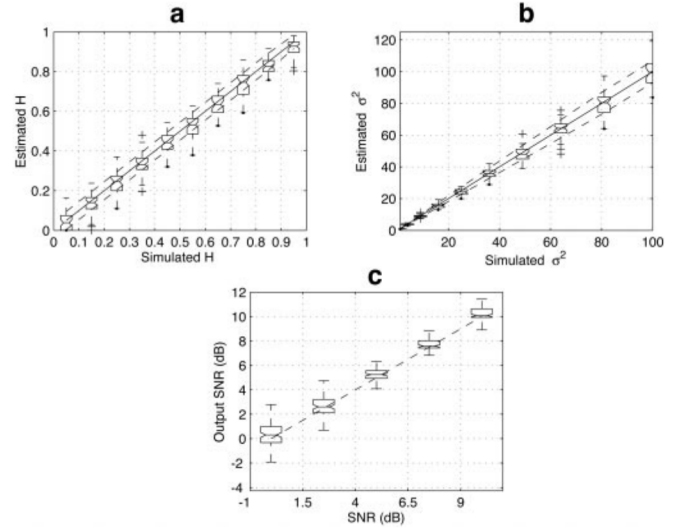 a
1
0.8
0.6
0.4
0.2
0
Estimated H
0 0.1 0.2 0.3 0.4 0.5 0.6 0.7 0.8 0.9 1
Simulated H
b
120
100
80
60
40
20
0
Estimated σ²
20 40 60 80 100
Simulated σ²
c
12
10
8
6
4
2
0
-2
-4
Output SNR (dB)
-1 1.5 4 6.5 9
SNR (dB)